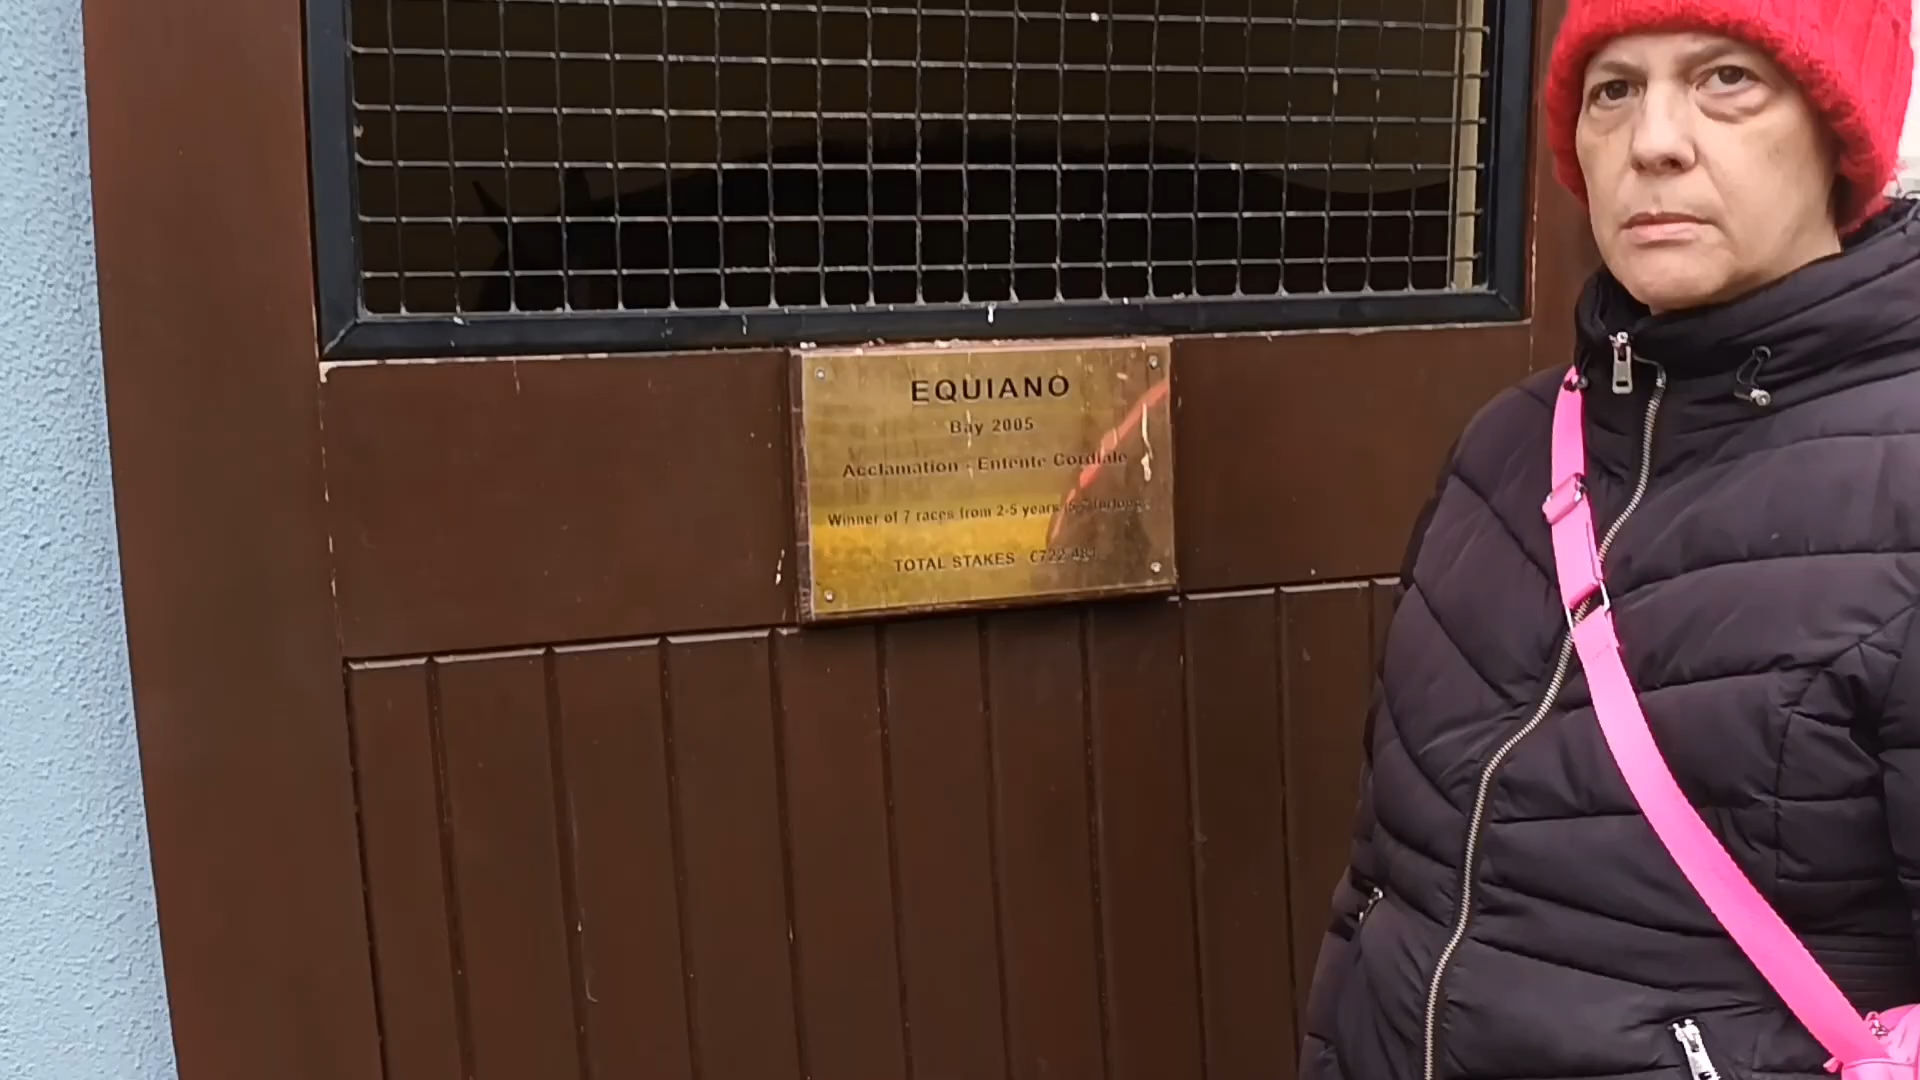 EQUIANO
Bay 2005
Acclamation - Entente Cordiale
Winner of 7 races from 2-5 years
TOTAL STAKES